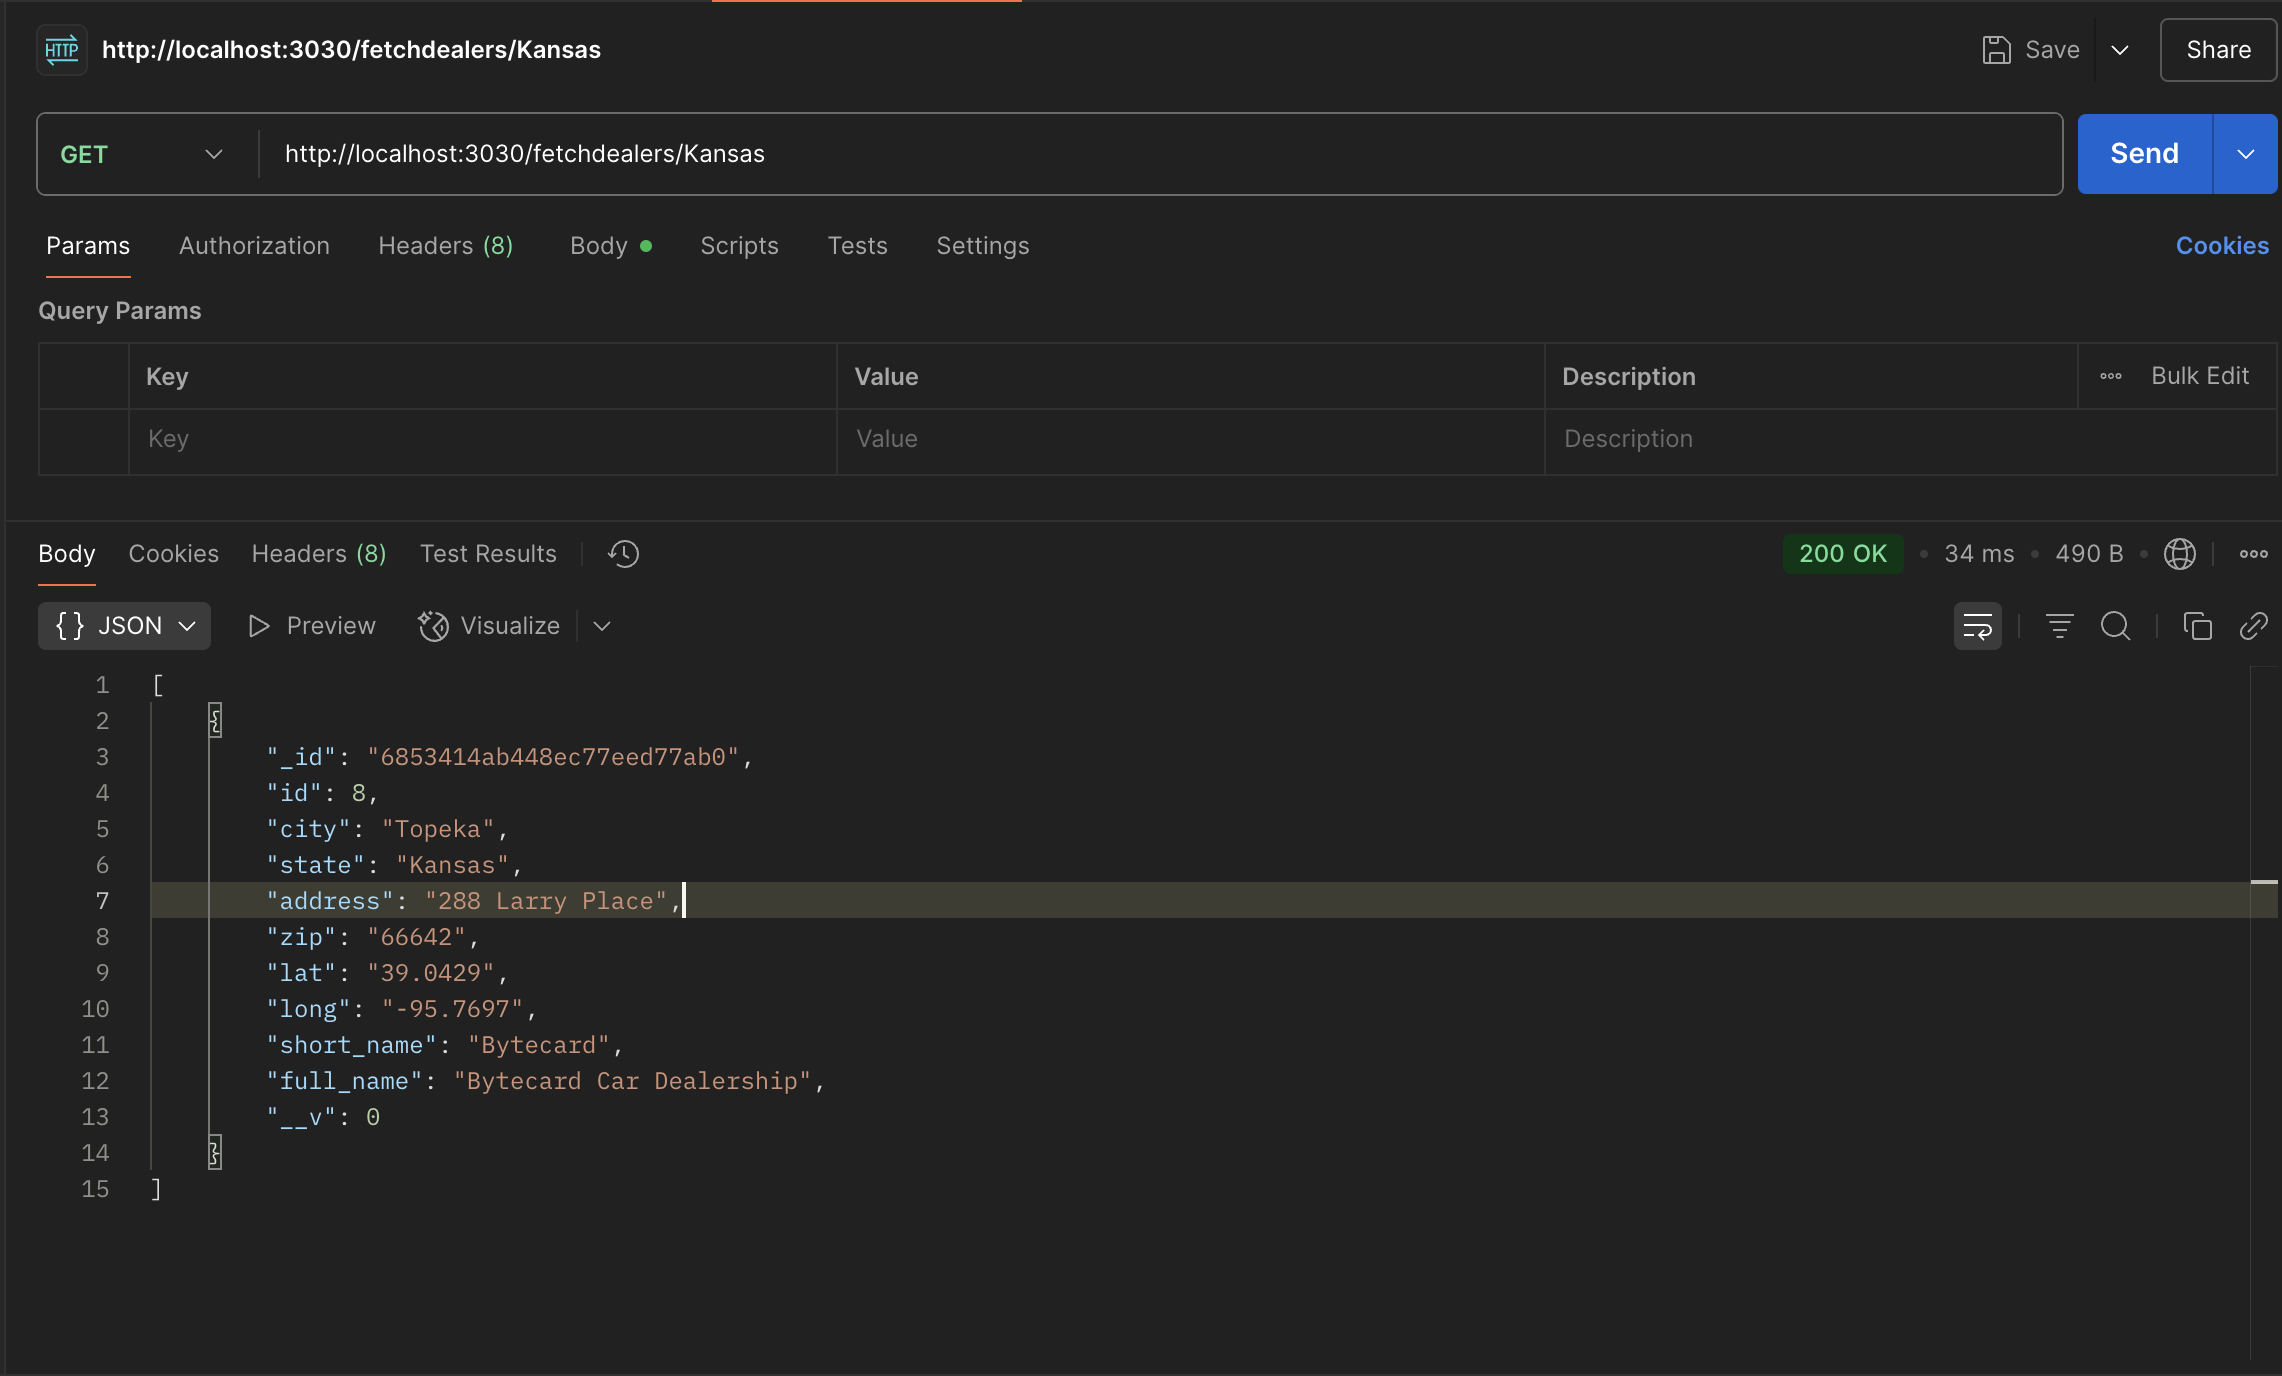 HTTP http://localhost:3030/fetchdealers/Kansas Save Share
GET http://localhost:3030/fetchdealers/Kansas Send
Params Authorization Headers (8) Body Scripts Tests Settings Cookies
Query Params
Key Value Description Bulk Edit
Key Value Description
Body Cookies Headers (8) Test Results 200 OK • 34 ms • 490 B •
{} JSON Preview Visualize
1 [
2 {
3 "_id": "6853414ab448ec77eed77ab0",
4 "id": 8,
5 "city": "Topeka",
6 "state": "Kansas",
7 "address": "288 Larry Place",
8 "zip": "66642",
9 "lat": "39.0429",
10 "long": "-95.7697",
11 "short_name": "Bytecard",
12 "full_name": "Bytecard Car Dealership",
13 "__v": 0
14 }
15 ]